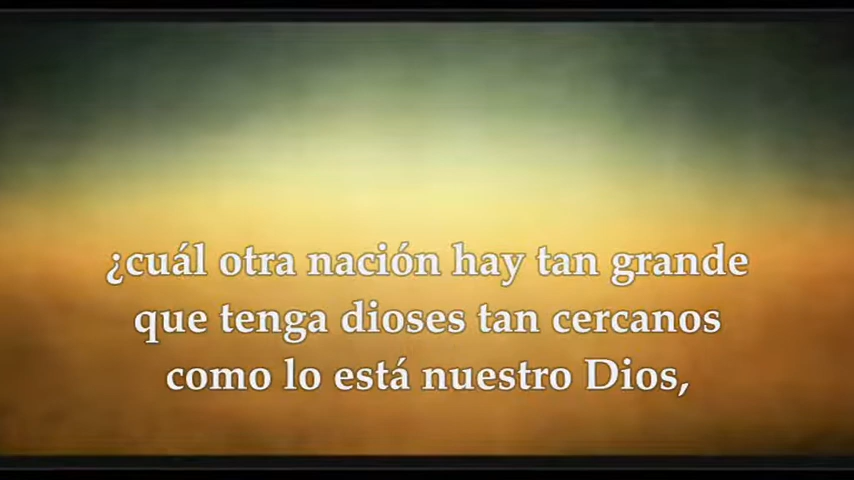 ¿cuál otra nación hay tan grande
que tenga dioses tan cercanos
como lo está nuestro Dios,